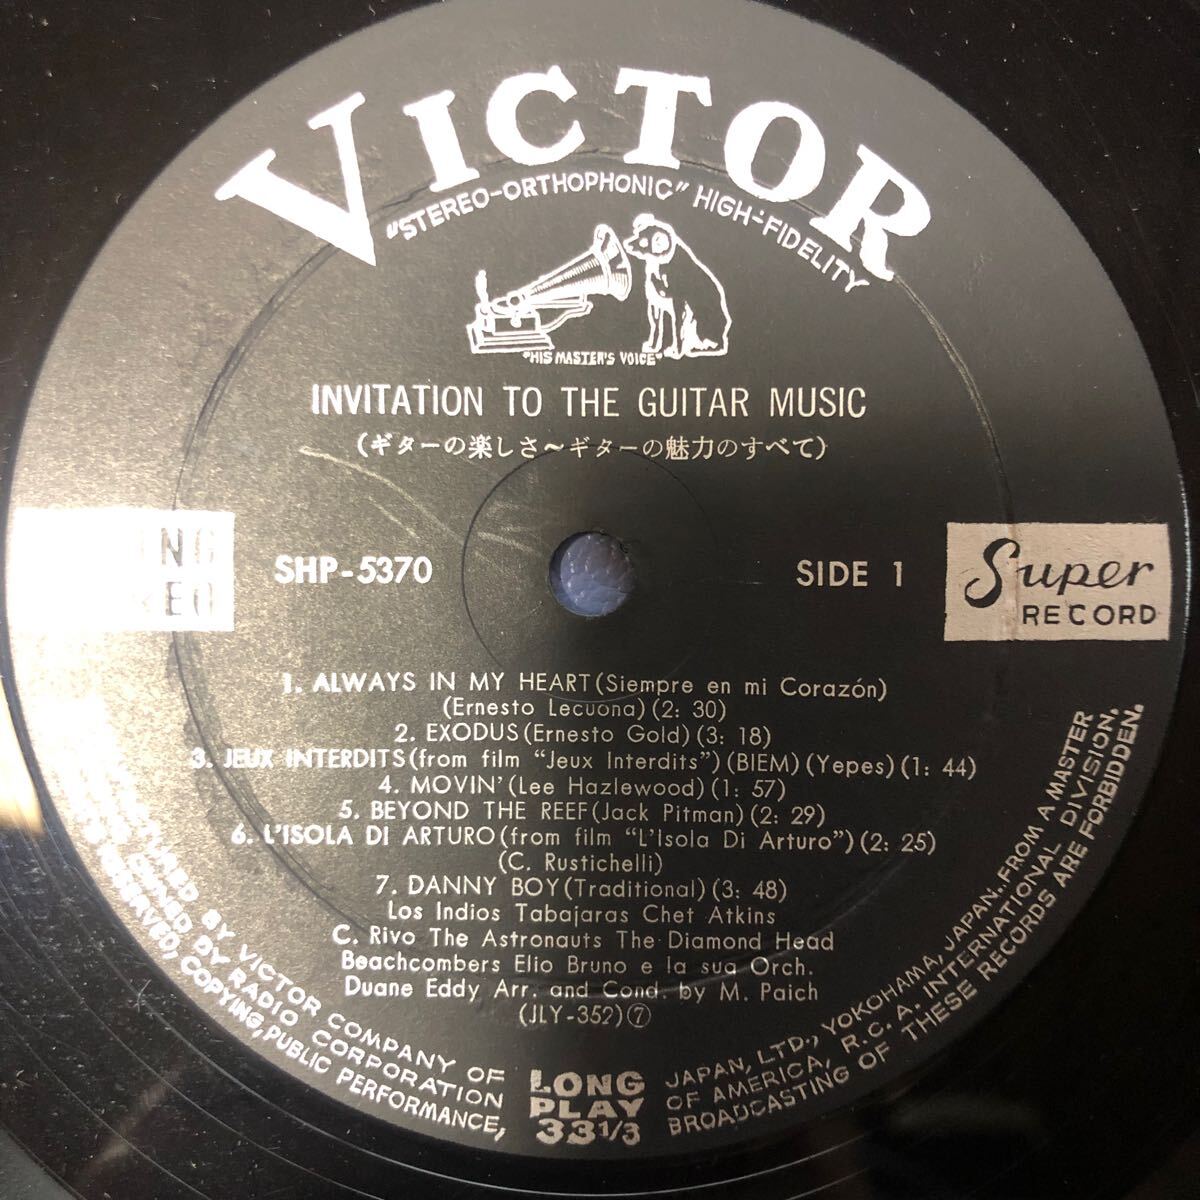 VICTOR
"STEREO-ORTHOPHONIC" HIGH-FIDELITY
"HIS MASTER'S VOICE"
INVITATION TO THE GUITAR MUSIC
(ギターの楽しさ〜ギターの魅力のすべて)
SHP-5370
SIDE 1
Super
RECORD
1. ALWAYS IN MY HEART (Siempre en mi Corazón)
(Ernesto Lecuona) (2: 30)
2. EXODUS (Ernesto Gold) (3: 18)
3. JEUX INTERDITS (from film "Jeux Interdits") (BIEM) (Yepes) (1: 44)
4. MOVIN' (Lee Hazlewood) (1: 57)
5. BEYOND THE REEF (Jack Pitman) (2: 29)
6. L'ISOLA DI ARTURO (from film "L'Isola Di Arturo") (2: 25)
(C. Rustichelli)
7. DANNY BOY (Traditional) (3: 48)
Los Indios Tabajaras Chet Atkins
C. Rivo The Astronauts The Diamond Head
Beachcombers Elio Bruno e la sua Orch.
Duane Eddy Arr. and Cond. by M. Paich
(JLY-352) ⑦
BY VICTOR COMPANY OF JAPAN, LTD., YOKOHAMA, JAPAN..FROM A MASTER
OWNED BY RADIO CORPORATION OF AMERICA, R.C.A. INTERNATIONAL DIVISION,
RESERVED, COPYING, PUBLIC PERFORMANCE, BROADCASTING OF THESE RECORDS ARE FORBIDDEN.
LONG
PLAY
33 1/3